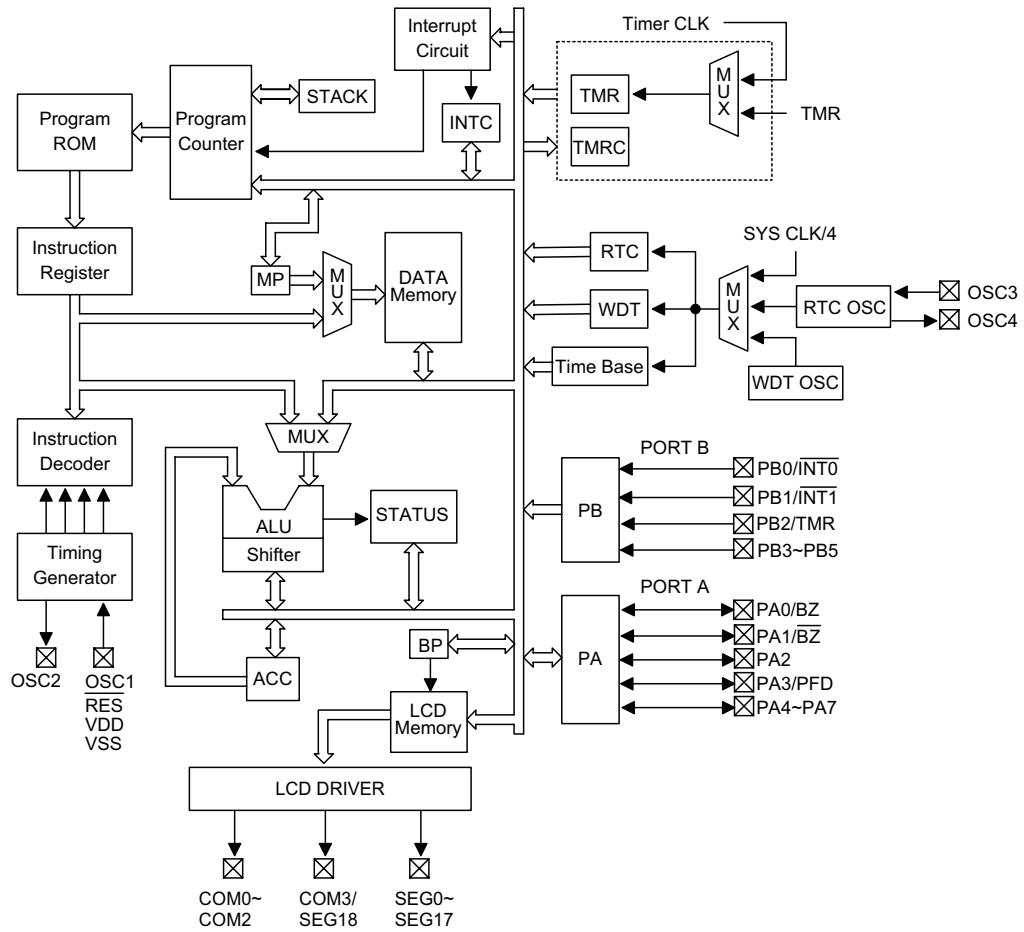 Interrupt
Circuit
Timer CLK
MUX
TMR
TMR
TMRC
STACK
INTC
Program
ROM
Program
Counter
Instruction
Register
MP
MUX
DATA
Memory
RTC
WDT
Time Base
SYS CLK/4
MUX
RTC OSC
OSC3
OSC4
WDT OSC
Instruction
Decoder
MUX
ALU
Shifter
STATUS
Timing
Generator
OSC2
OSC1
RES
VDD
VSS
ACC
BP
LCD
Memory
PORT B
PB
PB0/INT0
PB1/INT1
PB2/TMR
PB3~PB5
PORT A
PA
PA0/BZ
PA1/BZ
PA2
PA3/PFD
PA4~PA7
LCD DRIVER
COM0~
COM2
COM3/
SEG18
SEG0~
SEG17